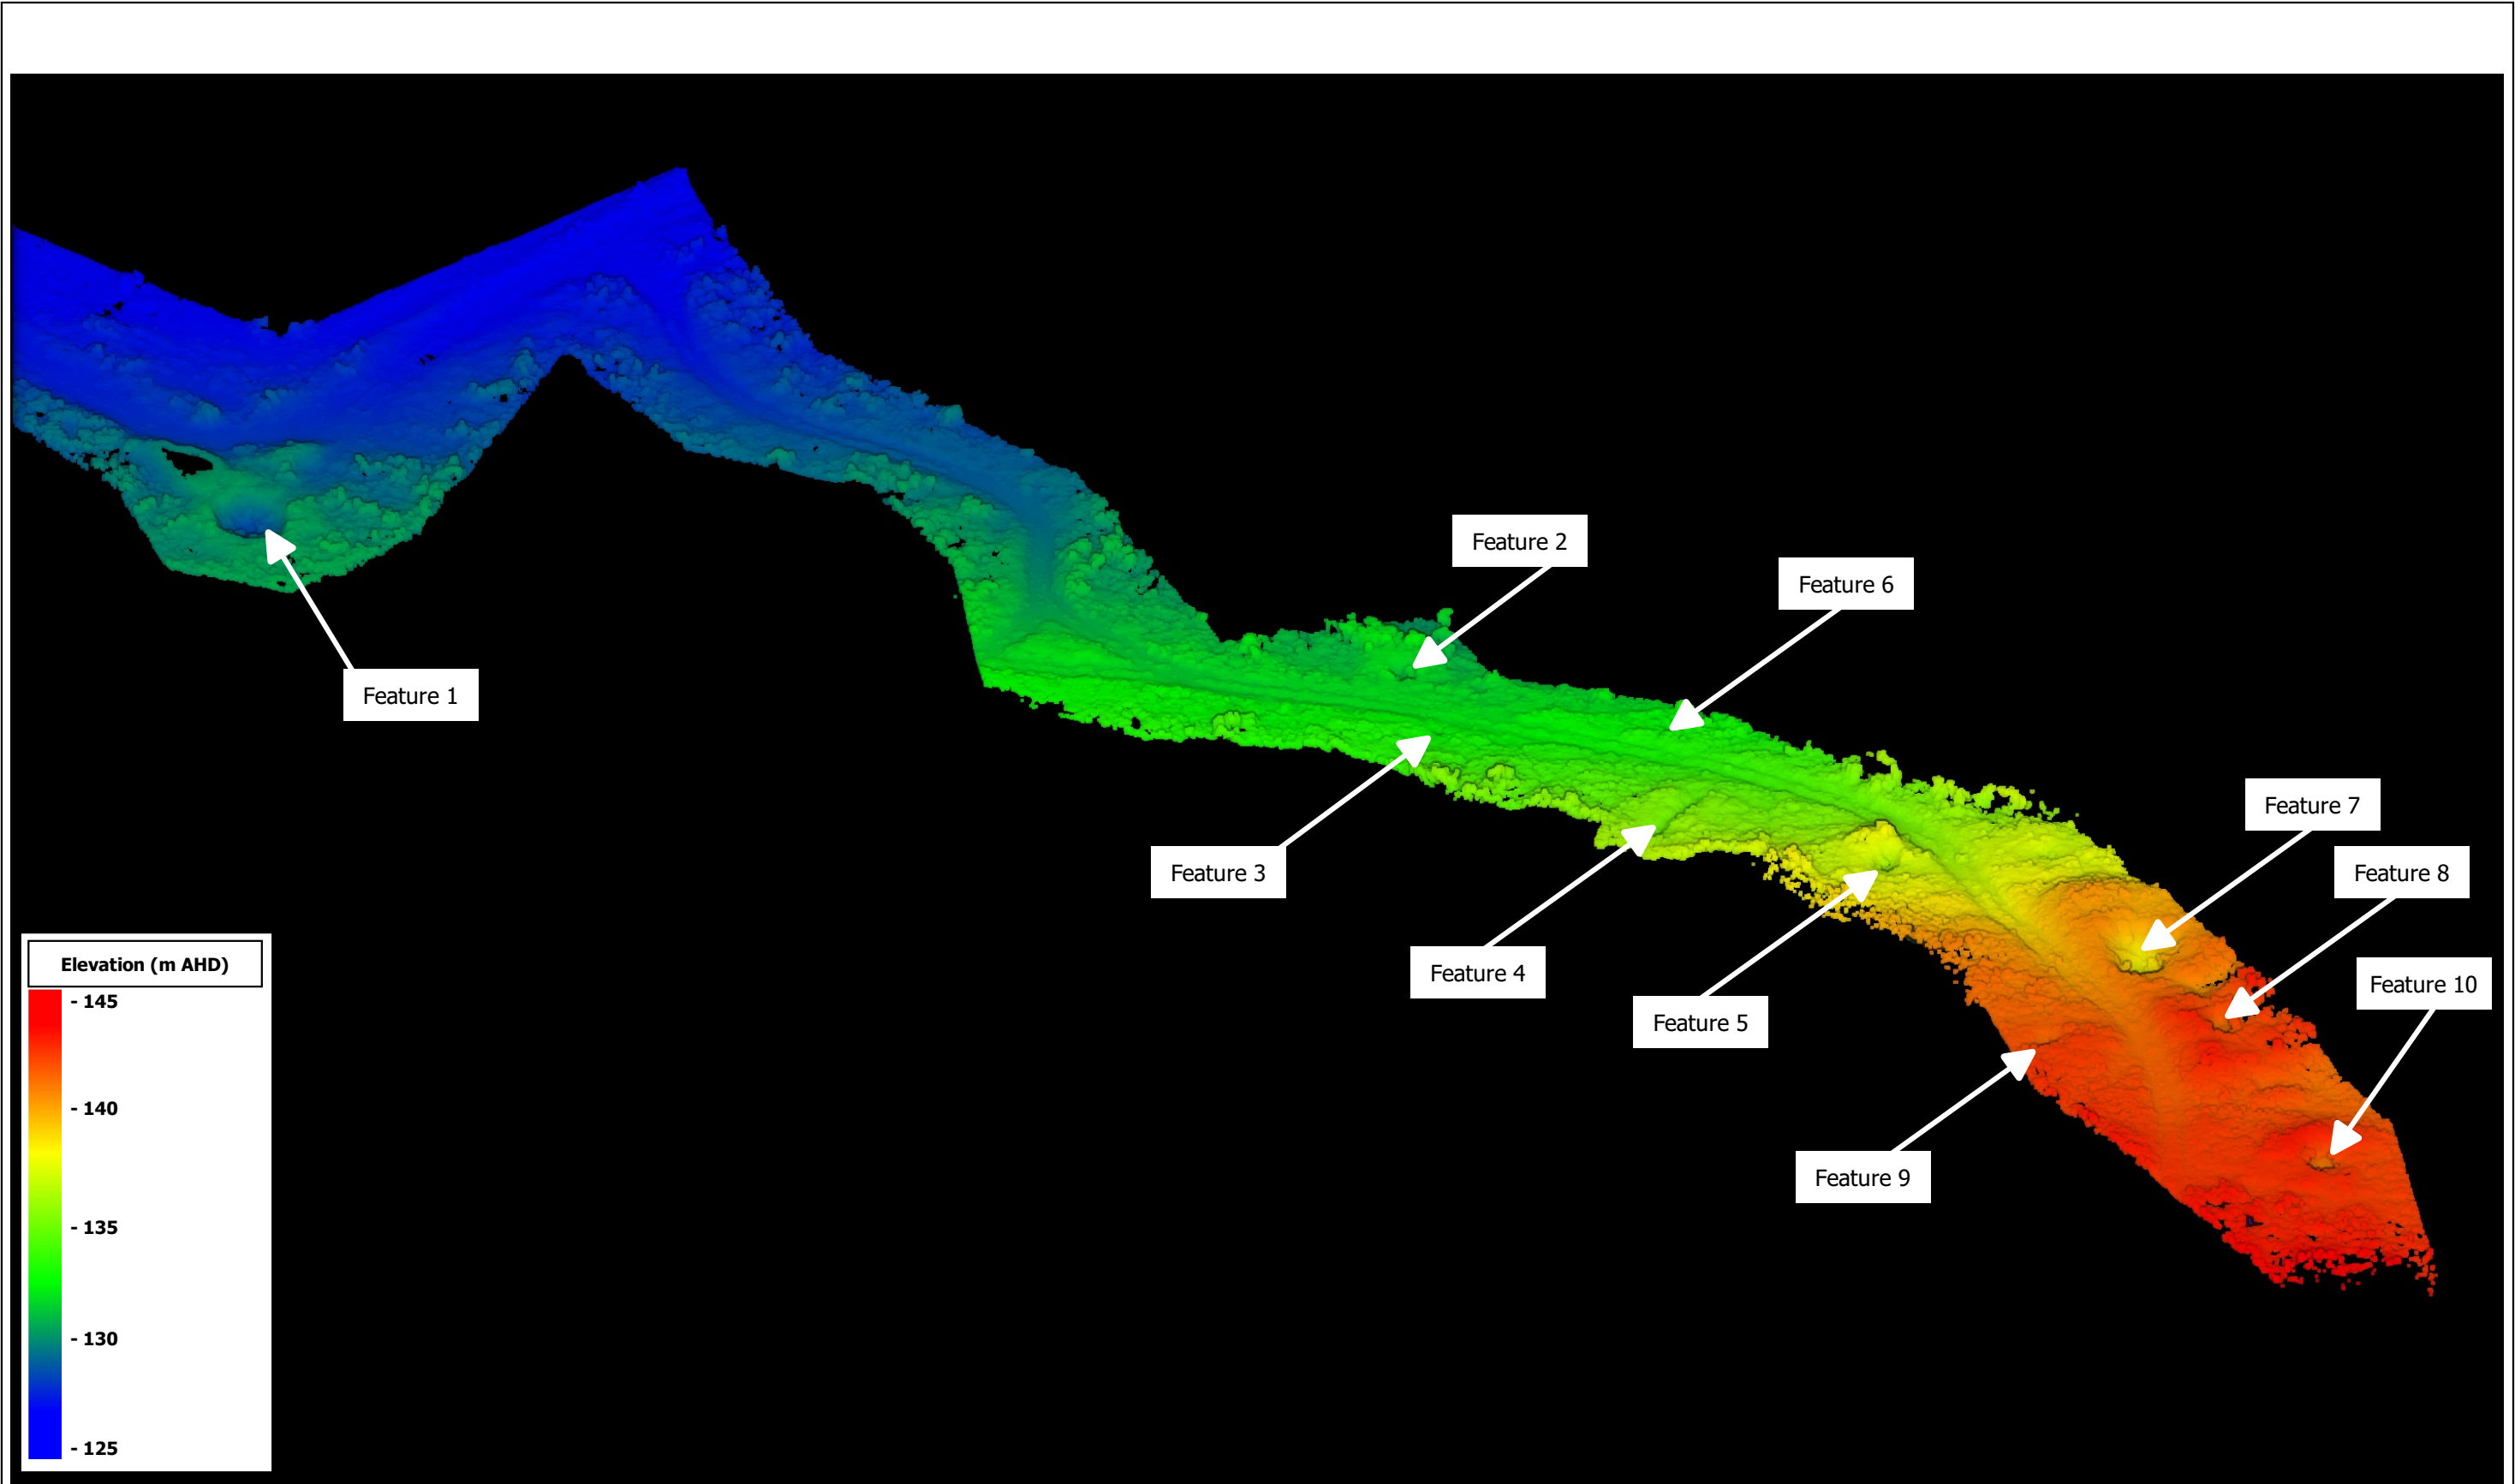 Feature 2
Feature 6
Feature 1
Feature 7
Feature 3
Feature 8
Feature 4
Feature 10
Feature 5
Feature 9
Elevation (m AHD)
- 145
- 140
- 135
- 130
- 125